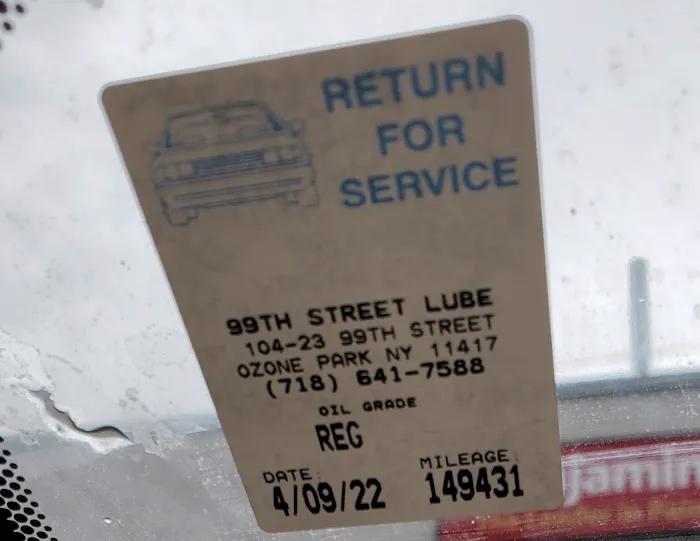 RETURN
FOR
SERVICE
99TH STREET LUBE
104-23 99TH STREET
OZONE PARK NY 11417
(718) 641-7588
OIL GRADE
REG
DATE: MILEAGE:
4/09/22 149431
jamin